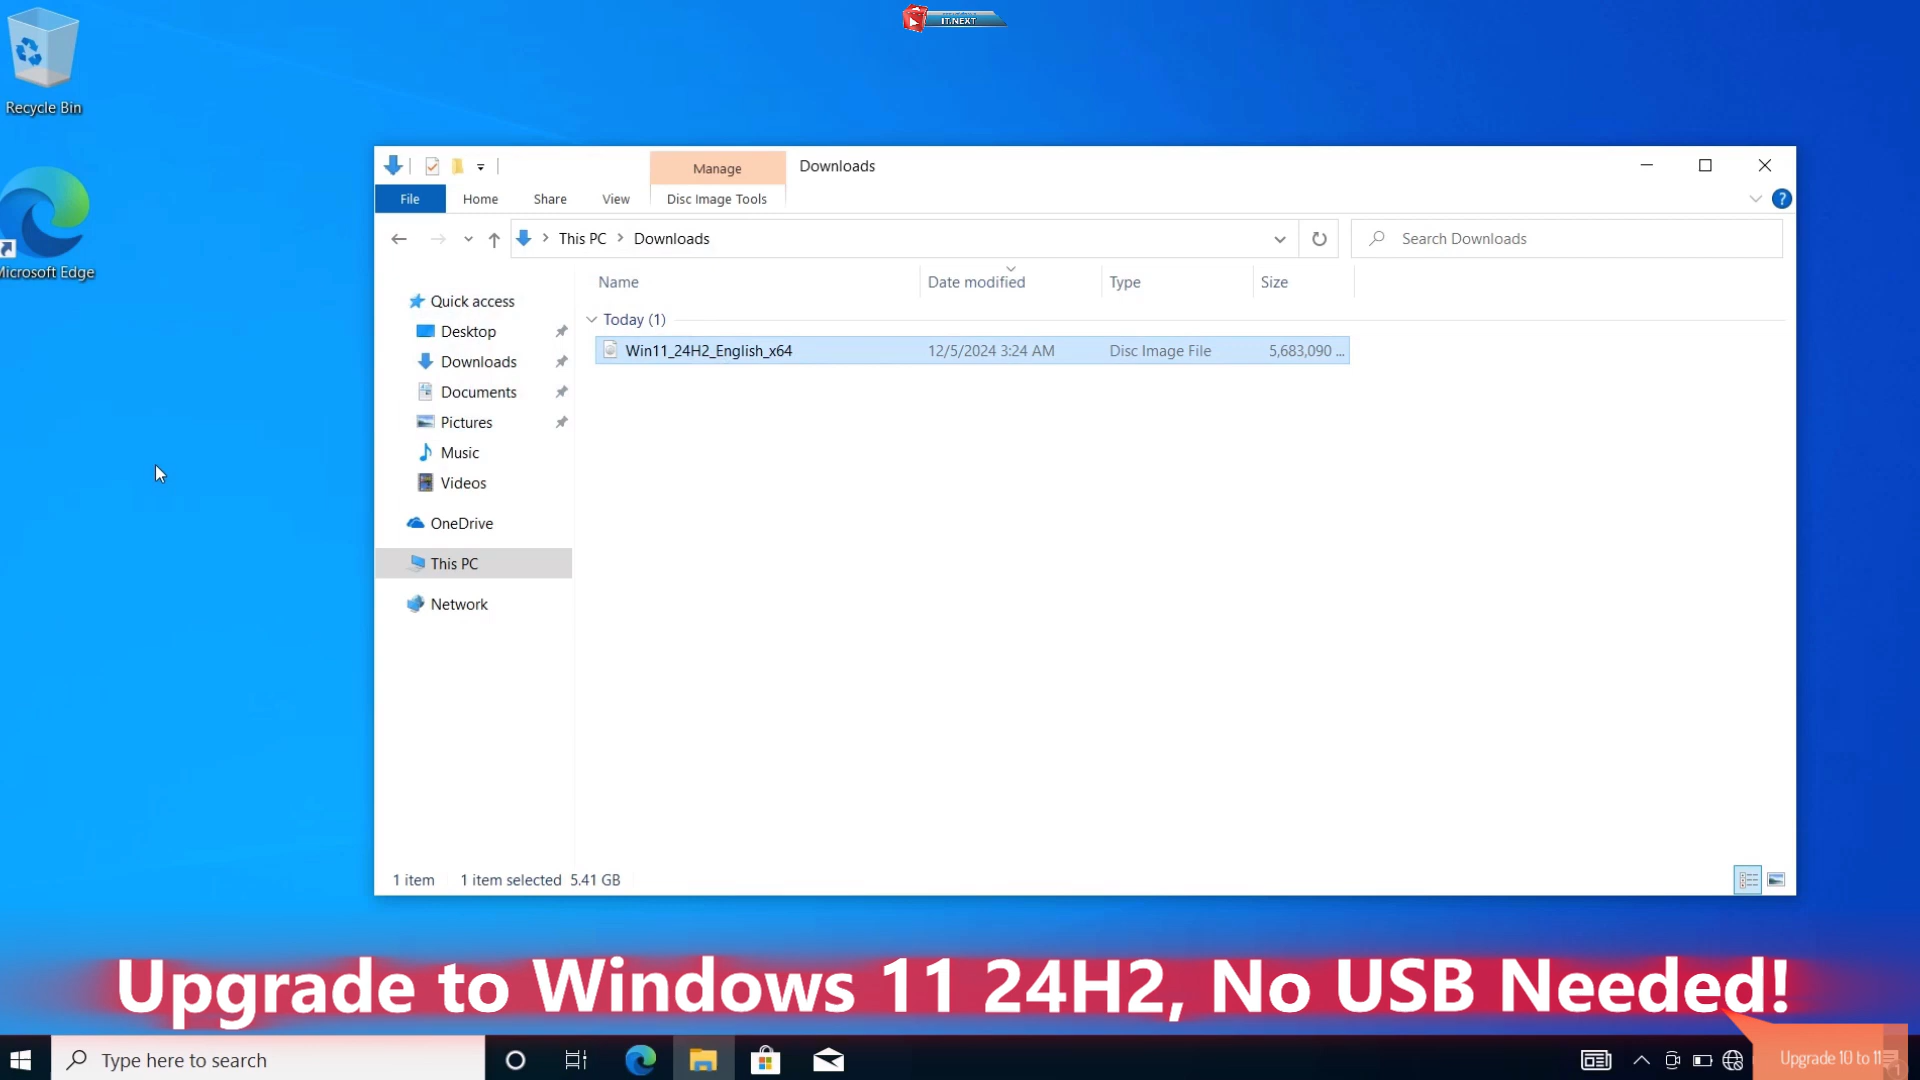 IT.NEXT
Recycle Bin
Microsoft Edge
Manage
Downloads
File
Home
Share
View
Disc Image Tools
This PC
Downloads
Search Downloads
Name
Date modified
Type
Size
Quick access
Desktop
Downloads
Documents
Pictures
Music
Videos
OneDrive
This PC
Network
Today (1)
Win11_24H2_English_x64
12/5/2024 3:24 AM
Disc Image File
5,683,090 ...
1 item
1 item selected 5.41 GB
Upgrade to Windows 11 24H2, No USB Needed!
Type here to search
Upgrade 10 to 11